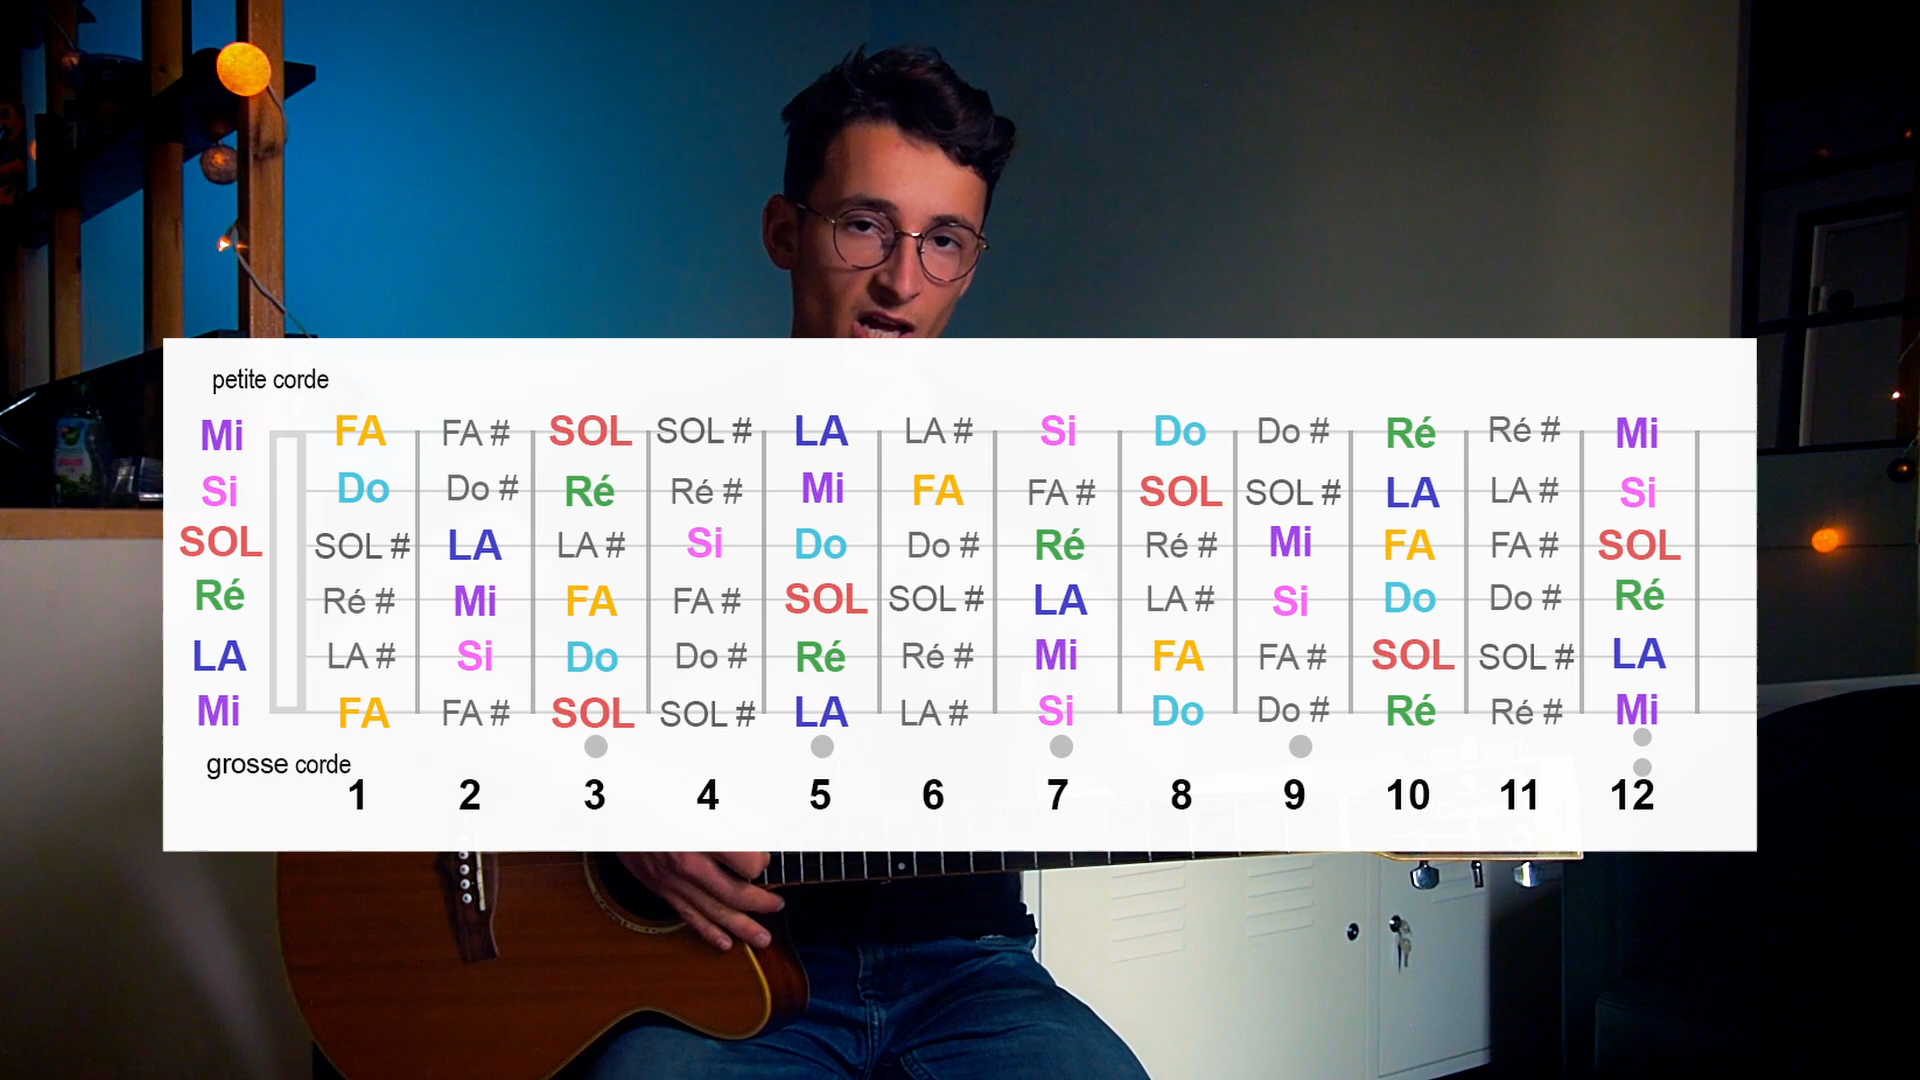 petite corde
Mi FA FA # SOL SOL # LA LA # Si Do Do # Ré Ré # Mi
Si Do Do # Ré Ré # Mi FA FA # SOL SOL # LA LA # Si
SOL SOL # LA LA # Si Do Do # Ré Ré # Mi FA FA # SOL
Ré Ré # Mi FA FA # SOL SOL # LA LA # Si Do Do # Ré
LA LA # Si Do Do # Ré Ré # Mi FA FA # SOL SOL # LA
Mi FA FA # SOL SOL # LA LA # Si Do Do # Ré Ré # Mi
grosse corde
1 2 3 4 5 6 7 8 9 10 11 12